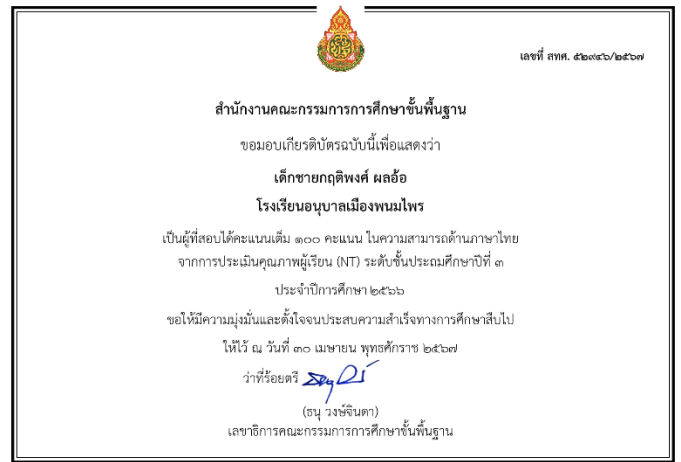 เลขที่ สทศ. ๕๒๙๔๖/๒๕๖๗
สำนักงานคณะกรรมการการศึกษาขั้นพื้นฐาน
ขอมอบเกียรติบัตรฉบับนี้เพื่อแสดงว่า
เด็กชายกฤติพงศ์ ผลอ้อ
โรงเรียนอนุบาลเมืองพนมไพร
เป็นผู้ที่สอบได้คะแนนเต็ม ๑๐๐ คะแนน ในความสามารถด้านภาษาไทย
จากการประเมินคุณภาพผู้เรียน (NT) ระดับชั้นประถมศึกษาปีที่ ๓
ประจำปีการศึกษา ๒๕๖๖
ขอให้มีความมุ่งมั่นและตั้งใจจนประสบความสำเร็จทางการศึกษาสืบไป
ให้ไว้ ณ วันที่ ๓๐ เมษายน พุทธศักราช ๒๕๖๗
ว่าที่ร้อยตรี
(ธนุ วงษ์จินดา)
เลขาธิการคณะกรรมการการศึกษาขั้นพื้นฐาน